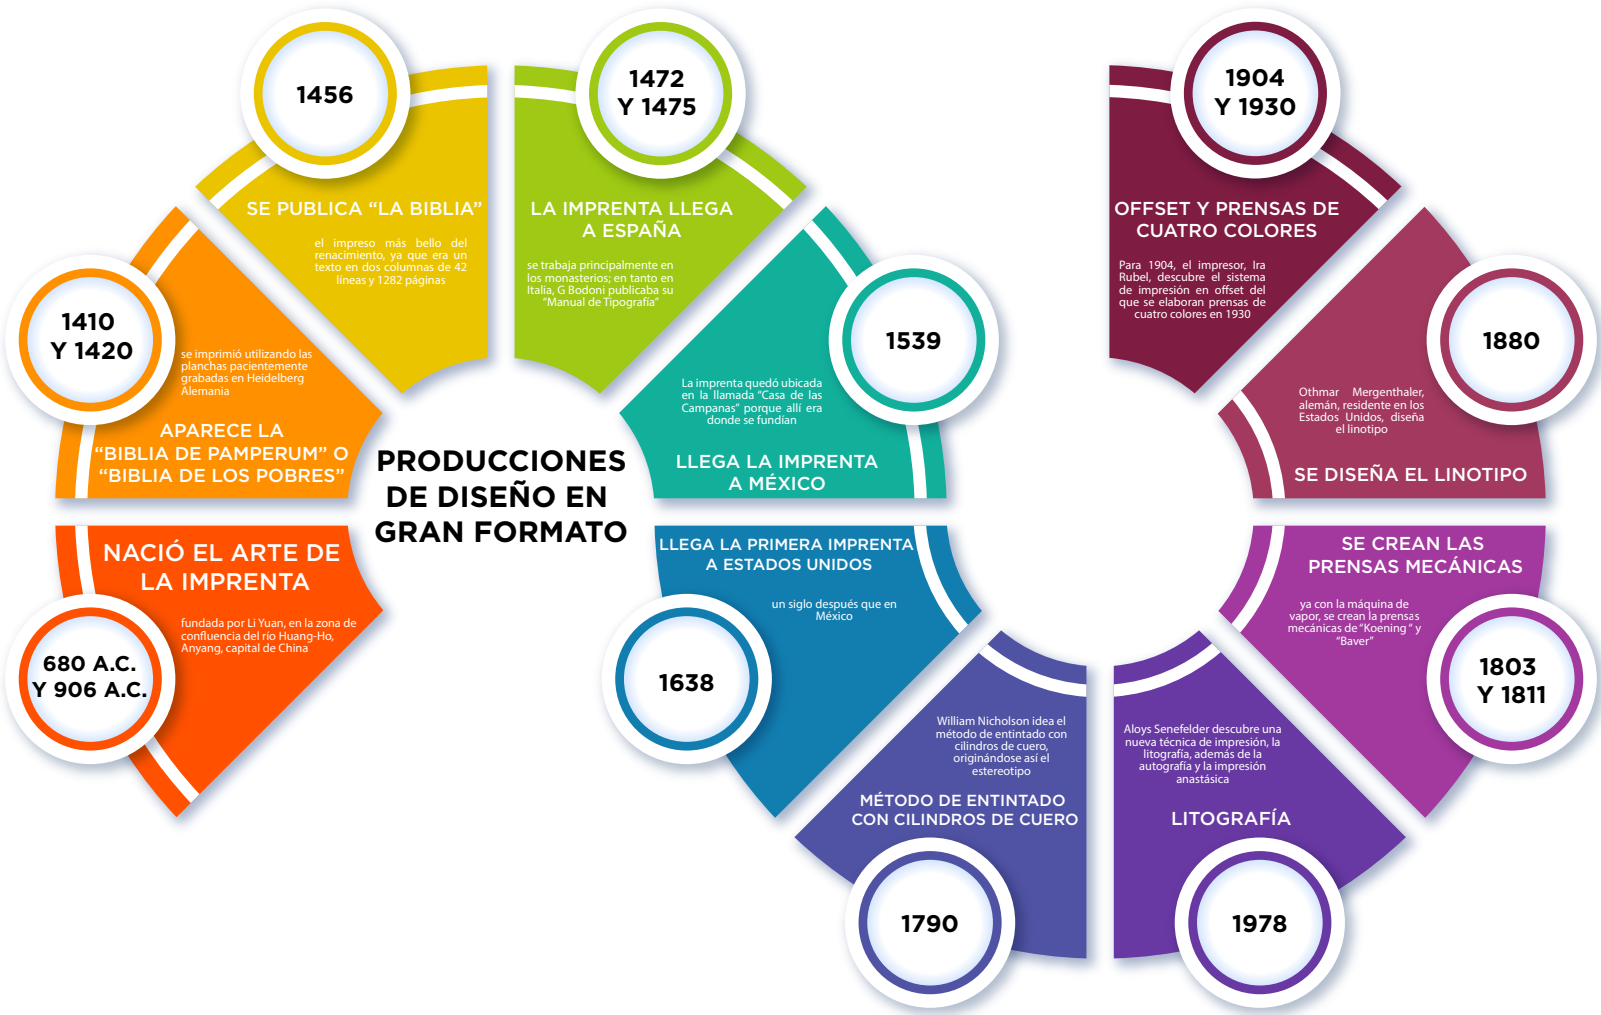 PRODUCCIONES
DE DISEÑO EN
GRAN FORMATO
680 A.C.
Y 906 A.C.
NACIÓ EL ARTE DE
LA IMPRENTA
fundada por Li Yuan, en la zona de
confluencia del río Huang-Ho,
Anyang, capital de China
1410
Y 1420
se imprimió utilizando las
planchas pacientemente
grabadas en Heidelberg
Alemania
APARECE LA
“BIBLIA DE PAMPERUM” O
“BIBLIA DE LOS POBRES”
1456
SE PUBLICA “LA BIBLIA”
el impreso más bello del
renacimiento, ya que era un
texto en dos columnas de 42
líneas y 1282 páginas
1472
Y 1475
LA IMPRENTA LLEGA
A ESPAÑA
se trabaja principalmente en
los monasterios; en tanto en
Italia, G Bodoni publicaba su
“Manual de Tipografía”
1539
La imprenta quedó ubicada
en la llamada “Casa de las
Campanas” porque allí era
donde se fundían
LLEGA LA IMPRENTA
A MÉXICO
LLEGA LA PRIMERA IMPRENTA
A ESTADOS UNIDOS
un siglo después que en
México
1638
William Nicholson idea el
método de entintado con
cilindros de cuero,
originándose así el
estereotipo
MÉTODO DE ENTINTADO
CON CILINDROS DE CUERO
1790
Aloys Senefelder descubre una
nueva técnica de impresión, la
litografía, además de la
autografía y la impresión
anastásica
LITOGRAFÍA
1978
SE CREAN LAS
PRENSAS MECÁNICAS
ya con la máquina de
vapor, se crean la prensas
mecánicas de “Koening” y
“Baver”
1803
Y 1811
1880
Othmar Mergenthaler,
alemán, residente en los
Estados Unidos, diseña
el linotipo
SE DISEÑA EL LINOTIPO
1904
Y 1930
OFFSET Y PRENSAS DE
CUATRO COLORES
Para 1904, el impresor, Ira
Rubel, descubre el sistema
de impresión en offset del
que se elaboran prensas de
cuatro colores en 1930